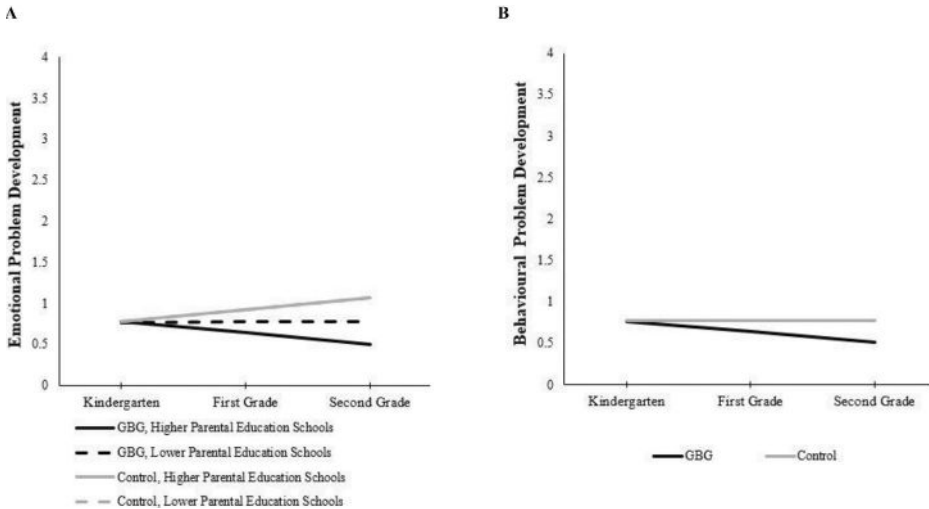 A
Emotional Problem Development
4
3.5
3
2.5
2
1.5
1
0.5
0
Kindergarten First Grade Second Grade
GBG, Higher Parental Education Schools
GBG, Lower Parental Education Schools
Control, Higher Parental Education Schools
Control, Lower Parental Education Schools
B
Behavioural Problem Development
4
3.5
3
2.5
2
1.5
1
0.5
0
Kindergarten First Grade Second Grade
GBG Control